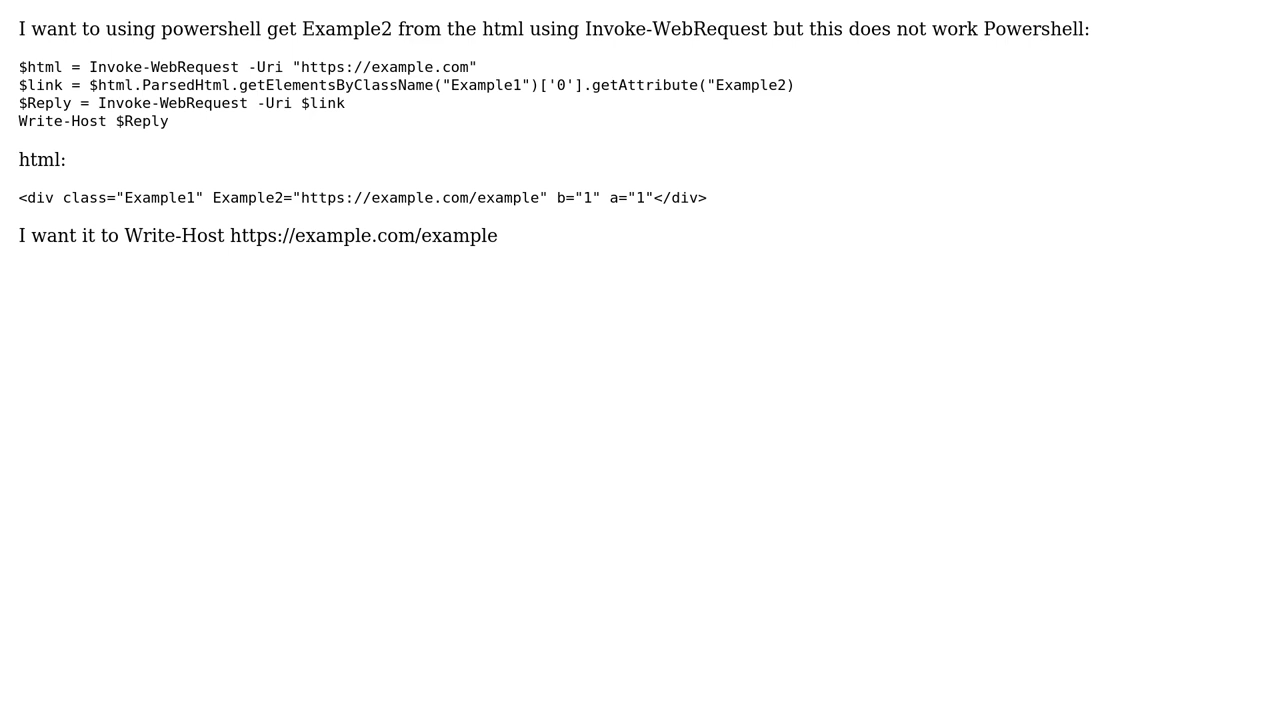 I want to using powershell get Example2 from the html using Invoke-WebRequest but this does not work Powershell:
$html = Invoke-WebRequest -Uri "https://example.com"
$link = $html.ParsedHtml.getElementsByClassName("Example1")['0'].getAttribute("Example2)
$Reply = Invoke-WebRequest -Uri $link
Write-Host $Reply
html:
<div class="Example1" Example2="https://example.com/example" b="1" a="1"</div>
I want it to Write-Host https://example.com/example